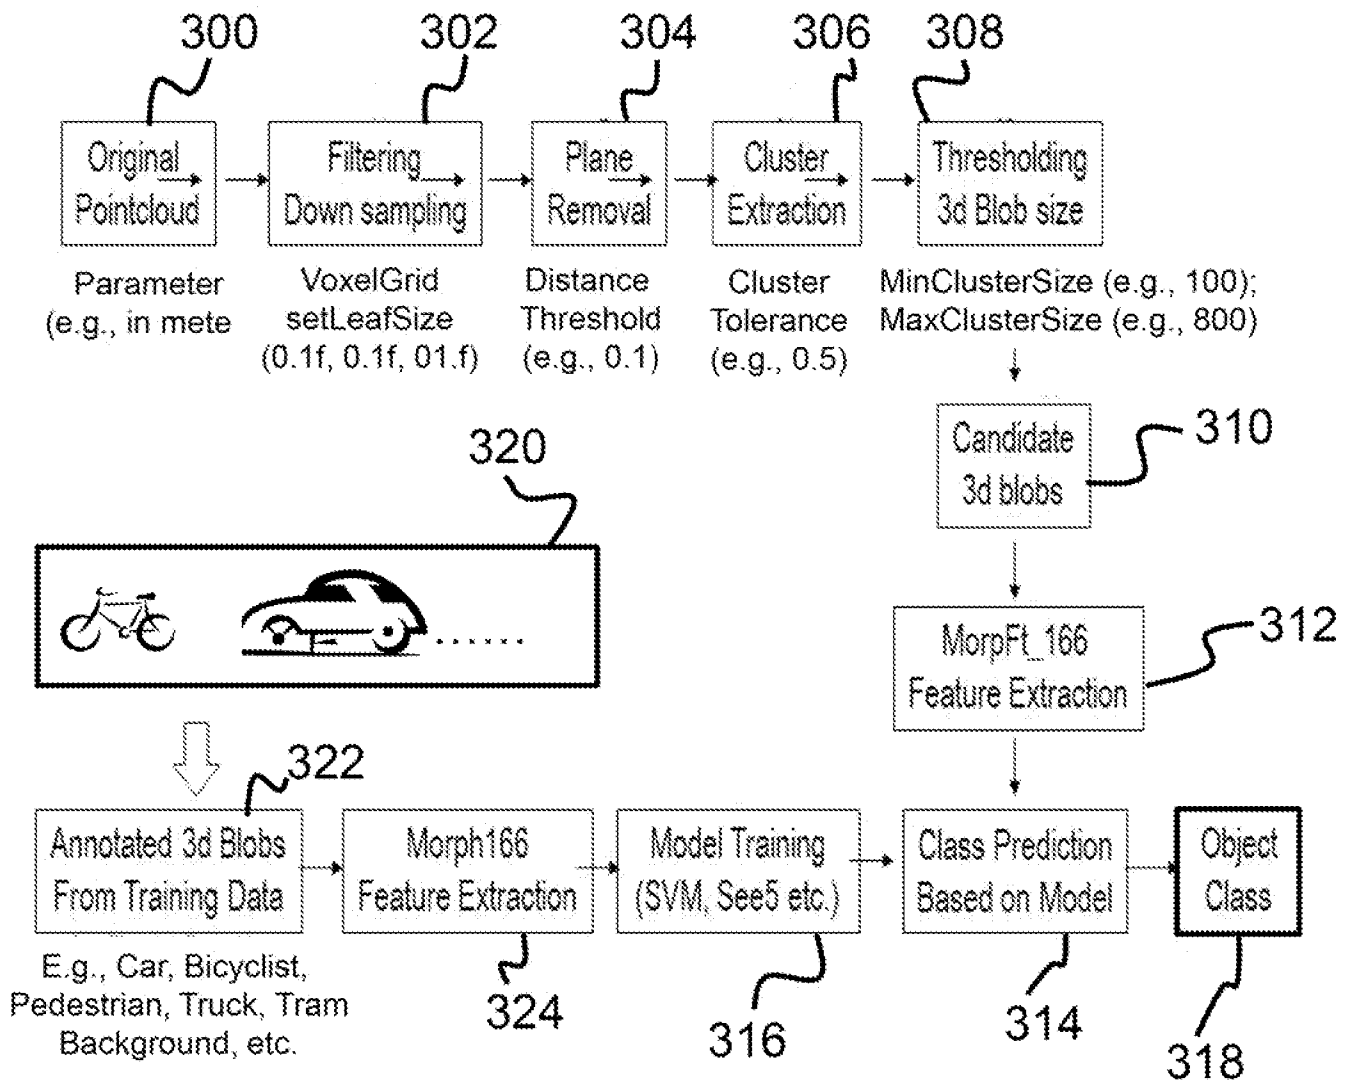 300
302
304
306
308
Original
Pointcloud
Filtering
Down sampling
Plane
Removal
Cluster
Extraction
Thresholding
3d Blob size
Parameter
(e.g., in mete
VoxelGrid
setLeafSize
(0.1f, 0.1f, 01.f)
Distance
Threshold
(e.g., 0.1)
Cluster
Tolerance
(e.g., 0.5)
MinClusterSize (e.g., 100);
MaxClusterSize (e.g., 800)
Candidate
3d blobs
310
320
MorpFt_166
Feature Extraction
312
322
Annotated 3d Blobs
From Training Data
Morph166
Feature Extraction
Model Training
(SVM, See5 etc.)
Class Prediction
Based on Model
Object
Class
E.g., Car, Bicyclist,
Pedestrian, Truck, Tram
Background, etc.
324
316
314
318